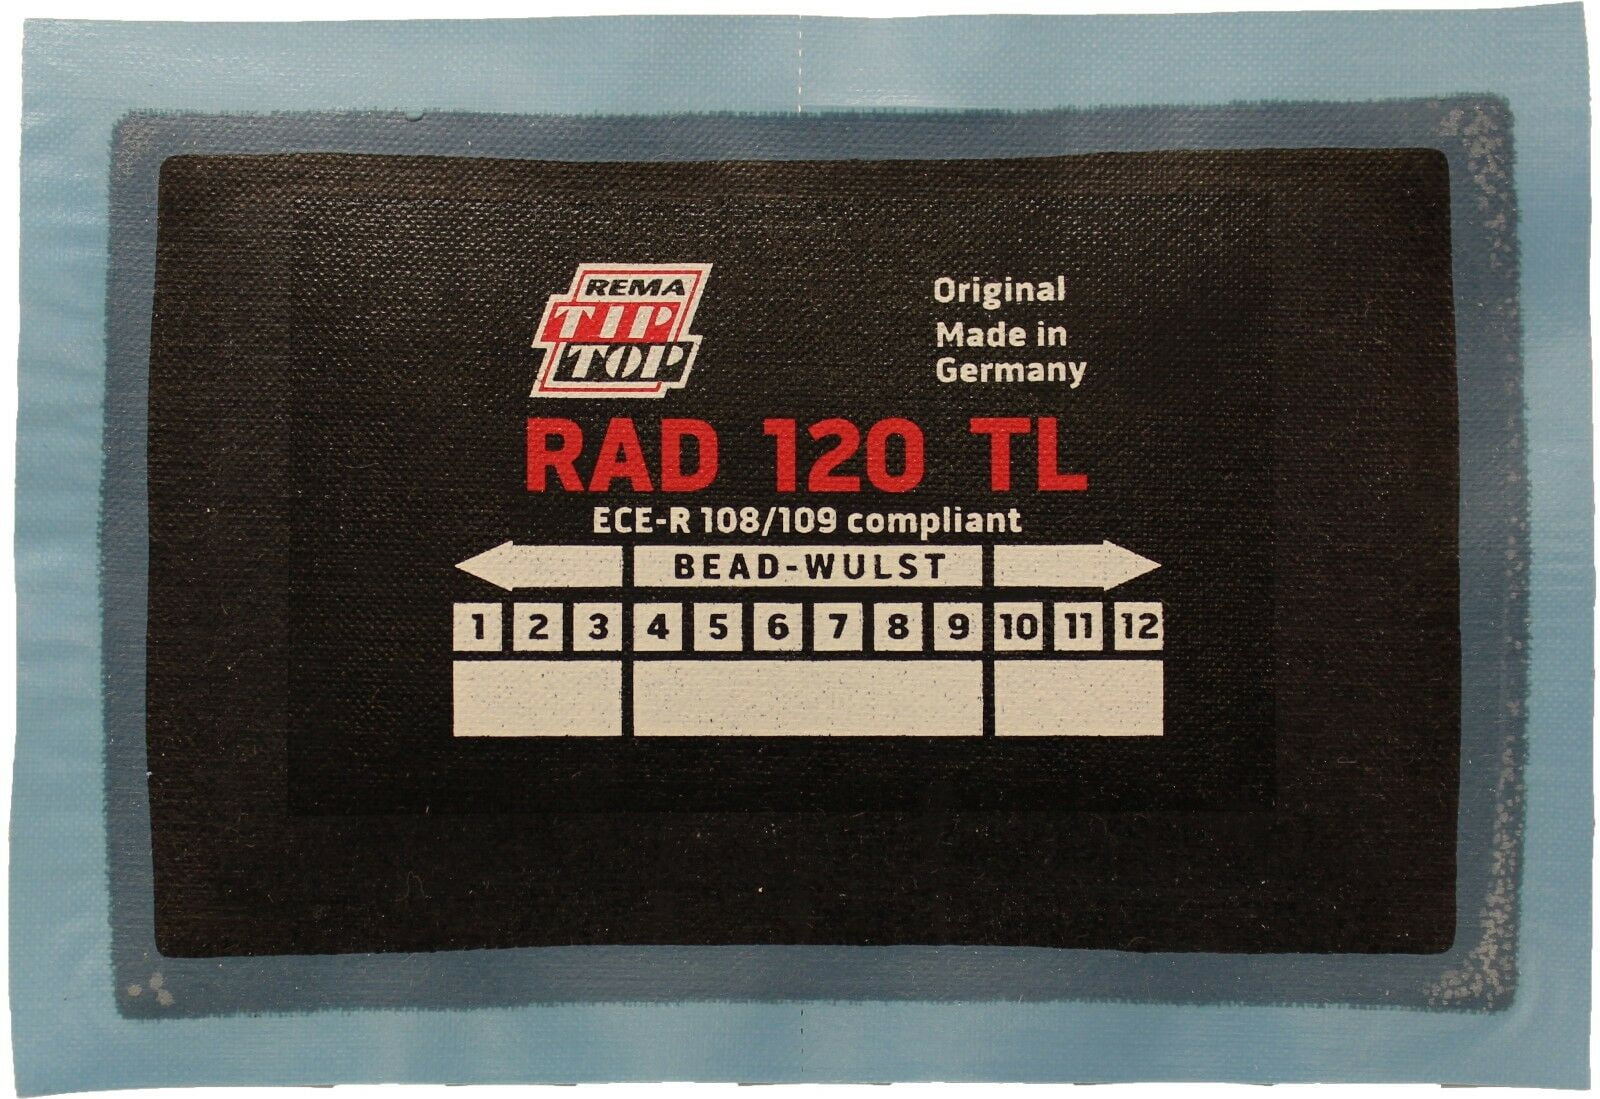 REMA
TIP
TOP
Original
Made in
Germany
RAD 120 TL
ECE-R 108/109 compliant
BEAD-WULST
1 2 3 4 5 6 7 8 9 10 11 12